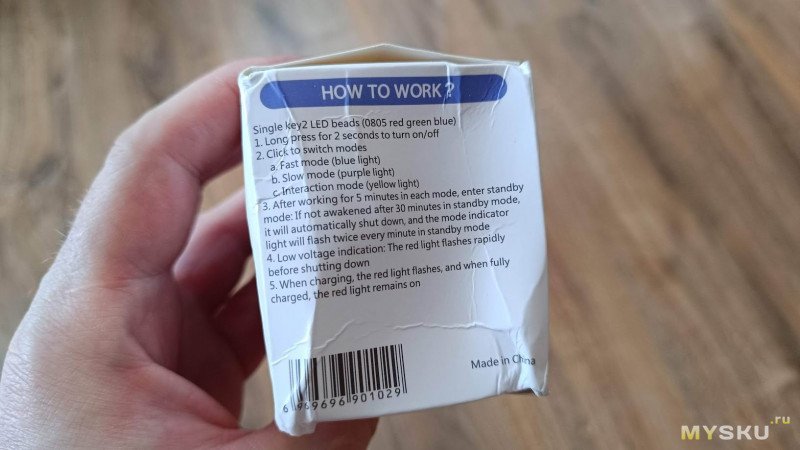 HOW TO WORK?
Single key2 LED beads (0805 red green blue)
1. Long press for 2 seconds to turn on/off
2. Click to switch modes
a. Fast mode (blue light)
b. Slow mode (purple light)
c. Interaction mode (yellow light)
3. After working for 5 minutes in each mode, enter standby
mode: If not awakened after 30 minutes in standby mode,
it will automatically shut down, and the mode indicator
light will flash twice every minute in standby mode
4. Low voltage indication: The red light flashes rapidly
before shutting down
5. When charging, the red light flashes, and when fully
charged, the red light remains on
Made in China
MYSKU.ru